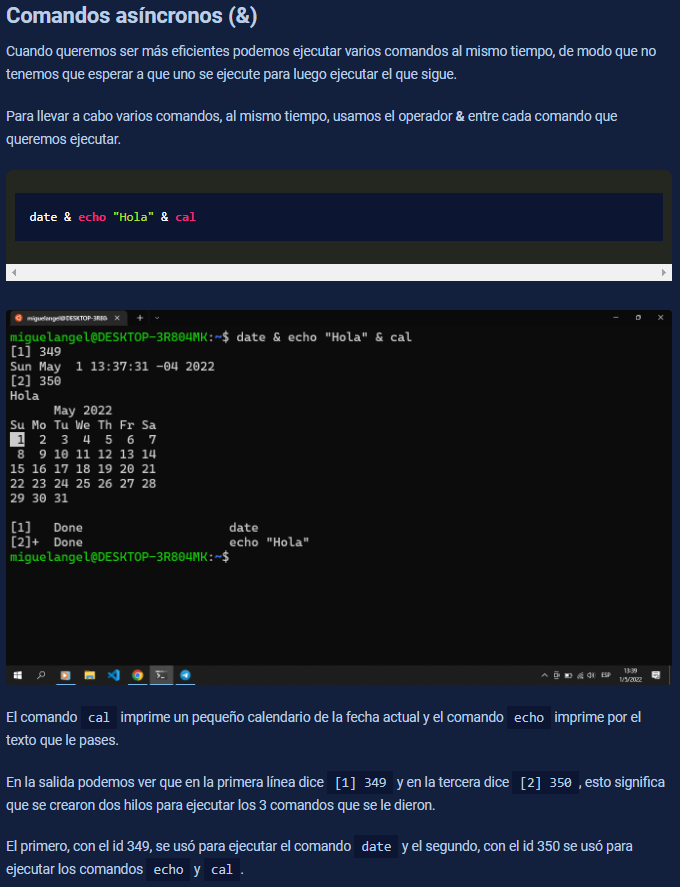 Comandos asíncronos (&)
Cuando queremos ser más eficientes podemos ejecutar varios comandos al mismo tiempo, de modo que no
tenemos que esperar a que uno se ejecute para luego ejecutar el que sigue.
Para llevar a cabo varios comandos, al mismo tiempo, usamos el operador & entre cada comando que
queremos ejecutar.
date & echo "Hola" & cal
miguelangel@DESKTOP-3R80
miguelangel@DESKTOP-3R804MK:~$ date & echo "Hola" & cal
[1] 349
Sun May  1 13:37:31 -04 2022
[2] 350
Hola
May 2022
Su Mo Tu We Th Fr Sa
1  2  3  4  5  6  7
8  9 10 11 12 13 14
15 16 17 18 19 20 21
22 23 24 25 26 27 28
29 30 31
[1]   Done                    date
[2]+  Done                    echo "Hola"
miguelangel@DESKTOP-3R804MK:~$
ESP
13:39
1/5/2022
El comando cal imprime un pequeño calendario de la fecha actual y el comando echo imprime por el
texto que le pases.
En la salida podemos ver que en la primera línea dice [1] 349 y en la tercera dice [2] 350 , esto significa
que se crearon dos hilos para ejecutar los 3 comandos que se le dieron.
El primero, con el id 349, se usó para ejecutar el comando date y el segundo, con el id 350 se usó para
ejecutar los comandos echo y cal .